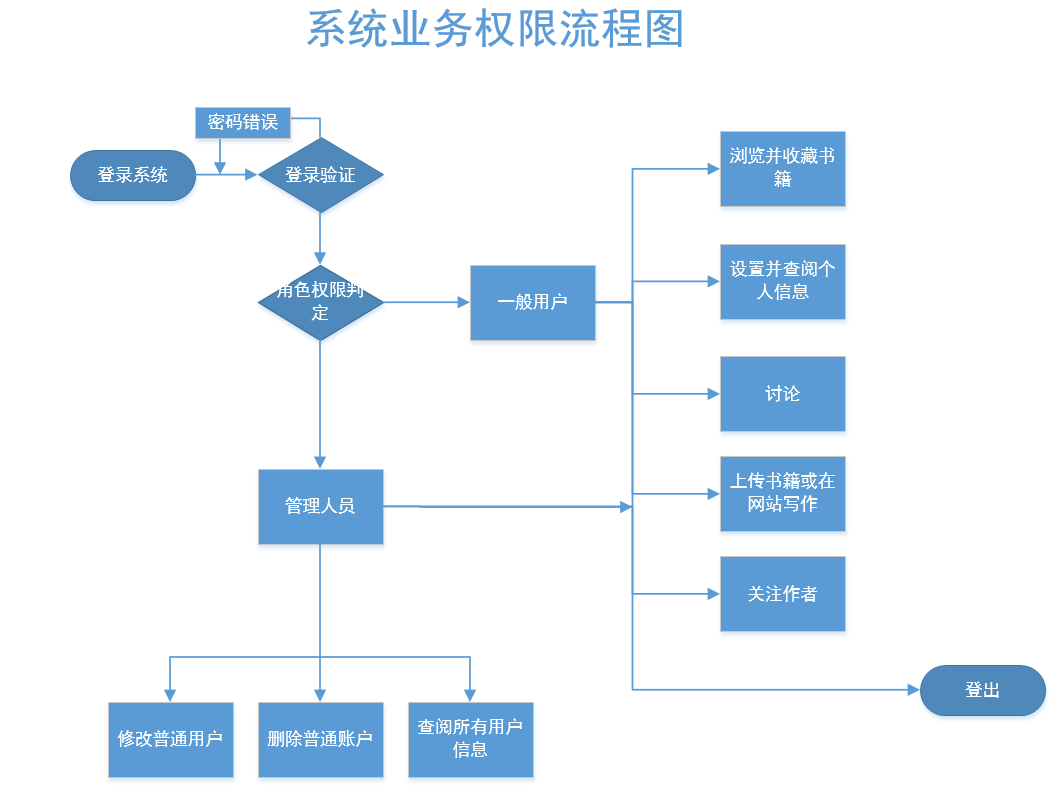 系统业务权限流程图
密码错误
登录系统
登录验证
浏览并收藏书
籍
角色权限判
定
一般用户
设置并查阅个
人信息
讨论
管理人员
上传书籍或在
网站写作
关注作者
登出
修改普通用户
删除普通账户
查阅所有用户
信息